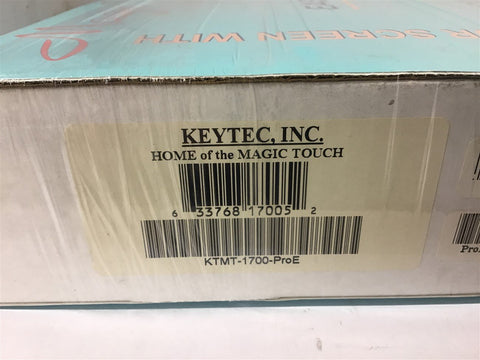 R SCREEN WITH
KEYTEC, INC.
HOME of the MAGIC TOUCH
6 33768 17005 2
KTMT-1700-ProE